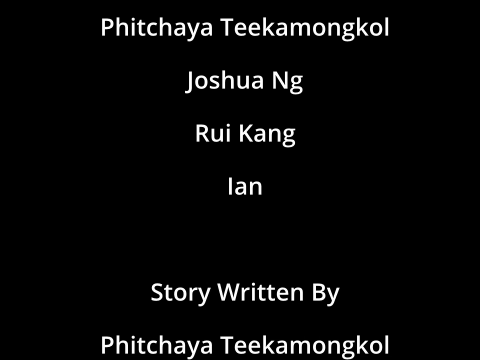 Phitchaya Teekamongkol
Joshua Ng
Rui Kang
Ian
Story Written By
Phitchaya Teekamongkol